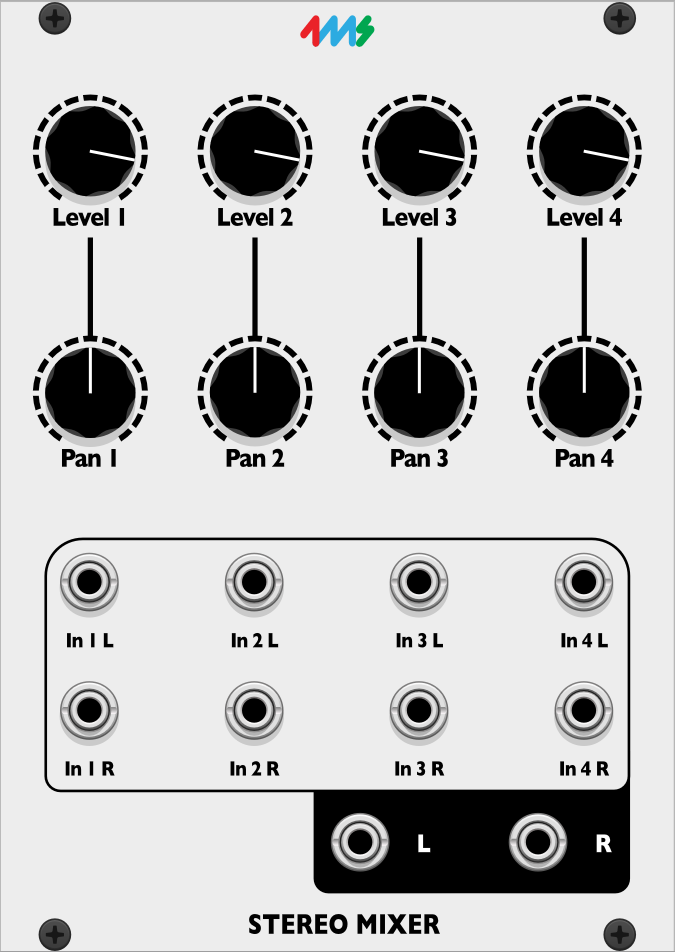 4ms
Level 1 Level 2 Level 3 Level 4
Pan 1 Pan 2 Pan 3 Pan 4
In 1 L In 2 L In 3 L In 4 L
In 1 R In 2 R In 3 R In 4 R
L R
STEREO MIXER